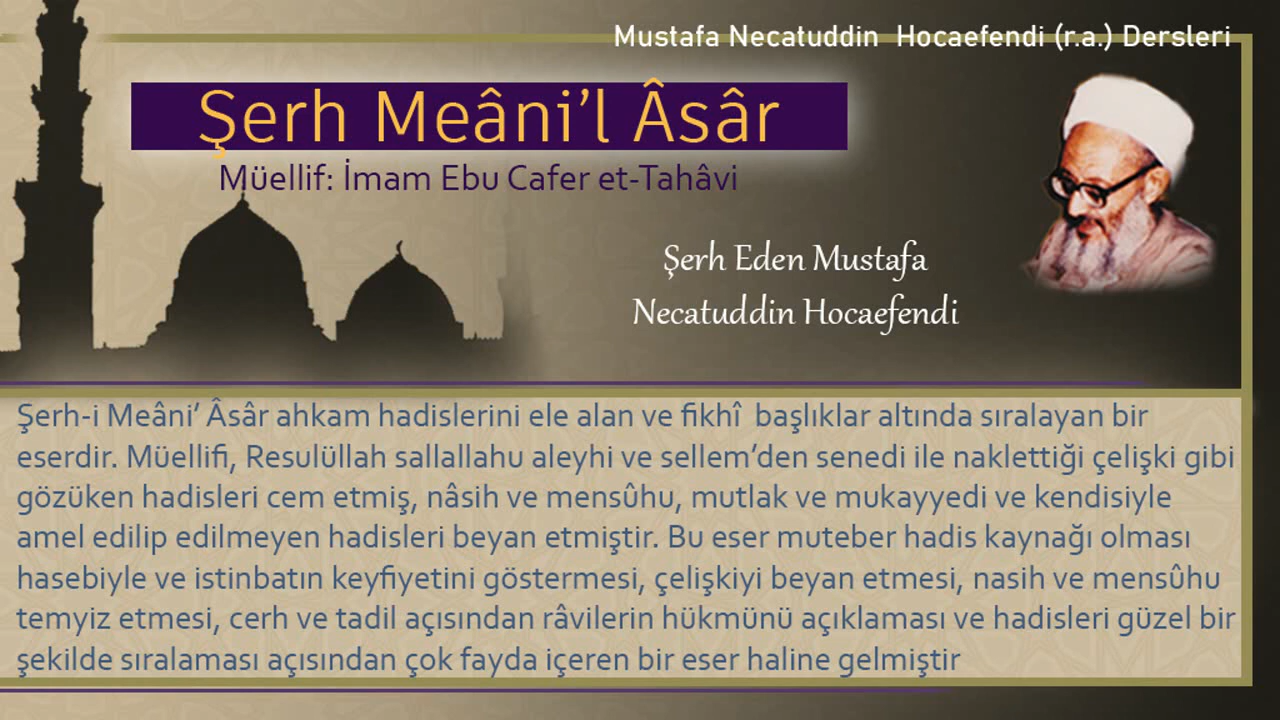 Mustafa Necatuddin Hocaefendi (r.a.) Dersleri
Şerh Meâni’l Âsâr
Müellif: İmam Ebu Cafer et-Tahâvi
Şerh Eden Mustafa
Necatuddin Hocaefendi
Şerh-i Meâni’ Âsâr ahkam hadislerini ele alan ve fikhî başlıklar altında sıralayan bir
eserdir. Müellifi, Resulüllah sallallahu aleyhi ve sellem’den senedi ile naklettiği çelişki gibi
gözüken hadisleri cem etmiş, nâsih ve mensûhu, mutlak ve mukayyedi ve kendisiyle
amel edilip edilmeyen hadisleri beyan etmiştir. Bu eser muteber hadis kaynağı olması
hasebiyle ve istinbatın keyfiyetini göstermesi, çelişkiyi beyan etmesi, nasih ve mensûhu
temyiz etmesi, cerh ve tadil açısından râvilerin hükmünü açıklaması ve hadisleri güzel bir
şekilde sıralaması açısından çok fayda içeren bir eser haline gelmiştir